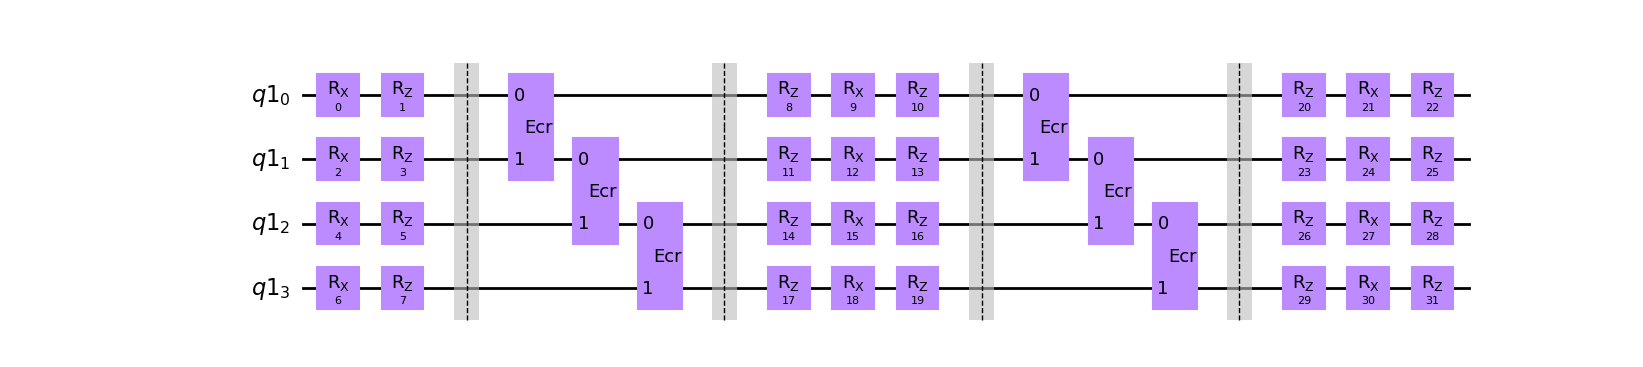 q1₀ R_X 0 R_Z 1 0 R_Z 8 R_X 9 R_Z 10 0 R_Z 20 R_X 21 R_Z 22
Ecr Ecr
q1₁ R_X 2 R_Z 3 1 0 R_Z 11 R_X 12 R_Z 13 1 0 R_Z 23 R_X 24 R_Z 25
Ecr Ecr
q1₂ R_X 4 R_Z 5 1 0 R_Z 14 R_X 15 R_Z 16 1 0 R_Z 26 R_X 27 R_Z 28
Ecr Ecr
q1₃ R_X 6 R_Z 7 1 R_Z 17 R_X 18 R_Z 19 1 R_Z 29 R_X 30 R_Z 31